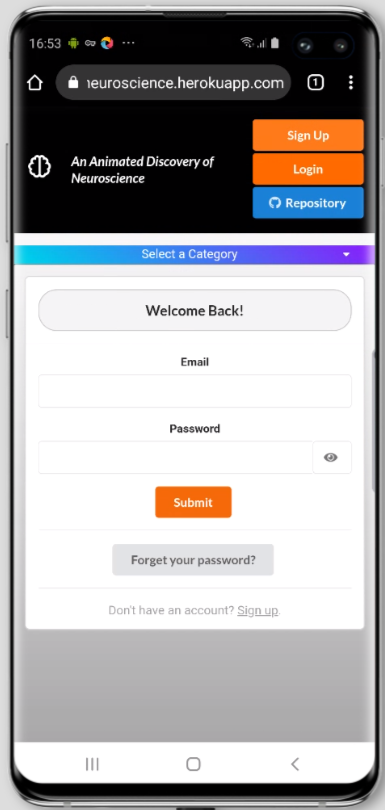 16:53
neuroscience.herokuapp.com
1
An Animated Discovery of
Neuroscience
Sign Up
Login
Repository
Select a Category
Welcome Back!
Email
Password
Submit
Forget your password?
Don't have an account? Sign up.